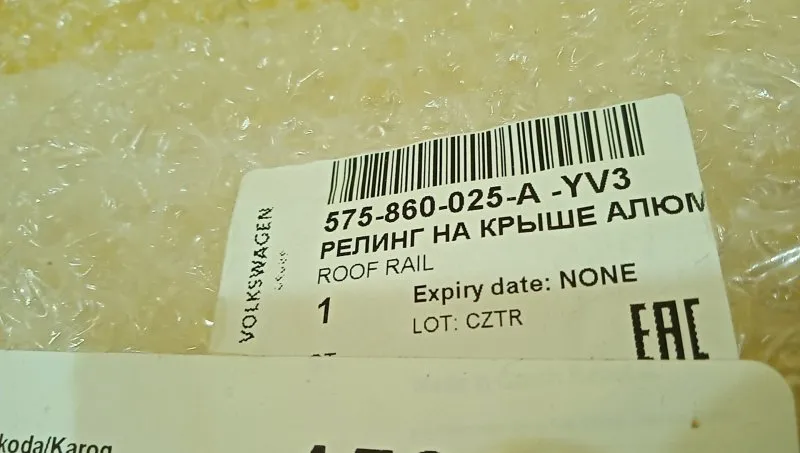 VOLKSWAGEN
575-860-025-A -YV3
РЕЛИНГ НА КРЫШЕ АЛЮМ
ROOF RAIL
1
Expiry date: NONE
LOT: CZTR
EAC
koda/Karoq